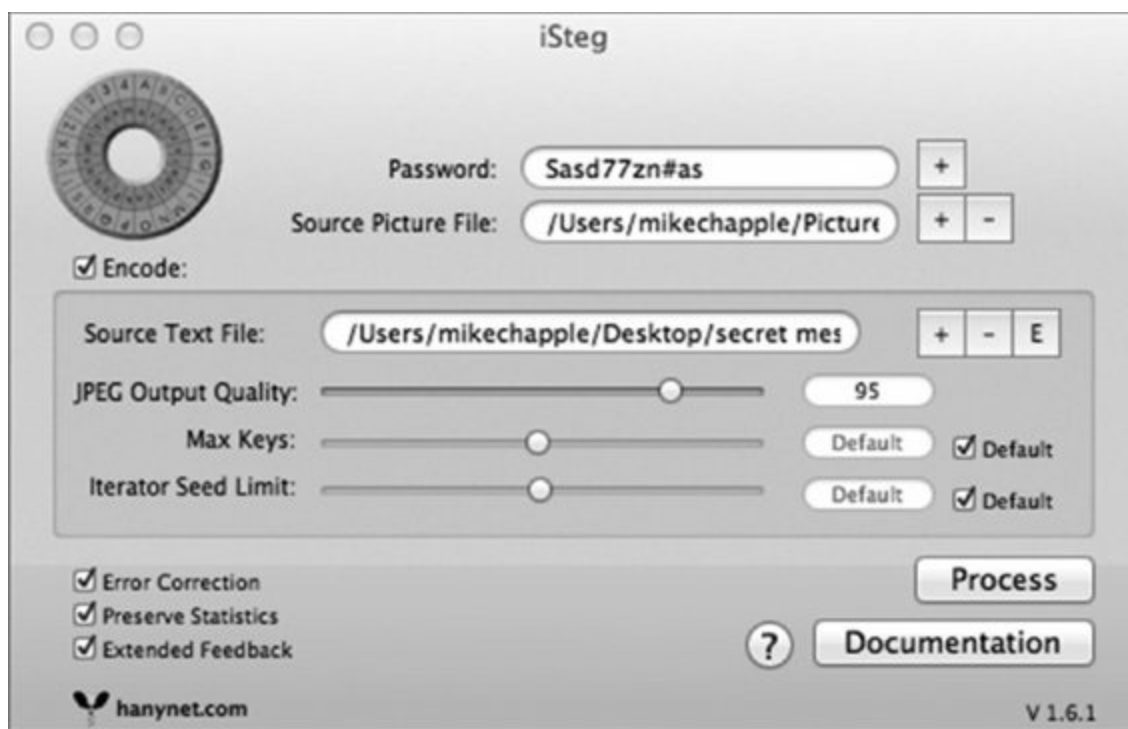 iSteg
Password: Sasd77zn#as +
Source Picture File: /Users/mikechapple/Picture + -
Encode:
Source Text File: /Users/mikechapple/Desktop/secret mes + - E
JPEG Output Quality: 95
Max Keys: Default Default
Iterator Seed Limit: Default Default
Error Correction
Process
Preserve Statistics
Extended Feedback
? Documentation
hanynet.com
V 1.6.1